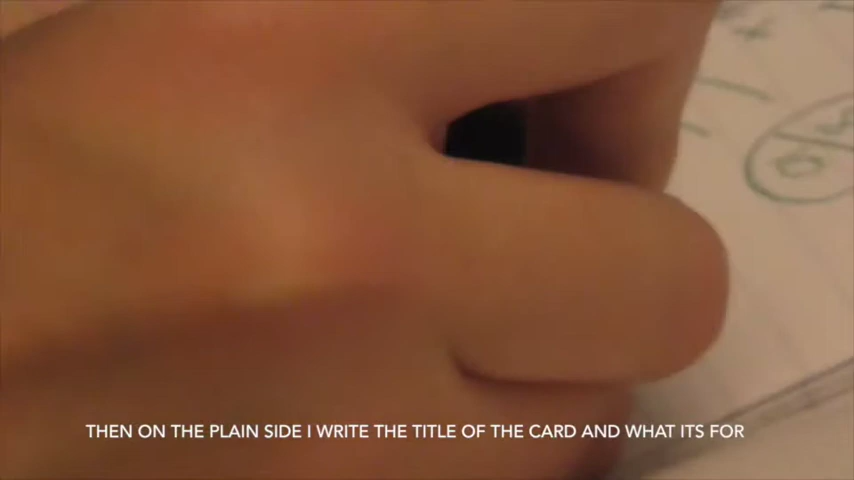 THEN ON THE PLAIN SIDE I WRITE THE TITLE OF THE CARD AND WHAT ITS FOR